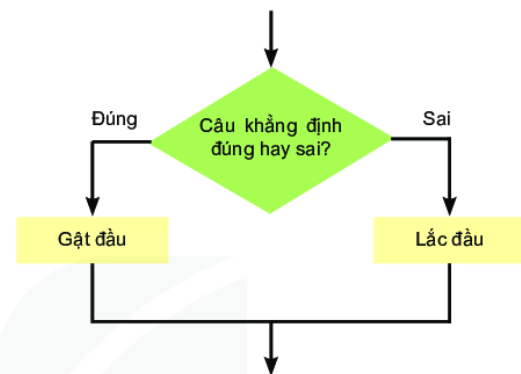 Đúng
Sai
Câu khẳng định
đúng hay sai?
Gật đầu
Lắc đầu